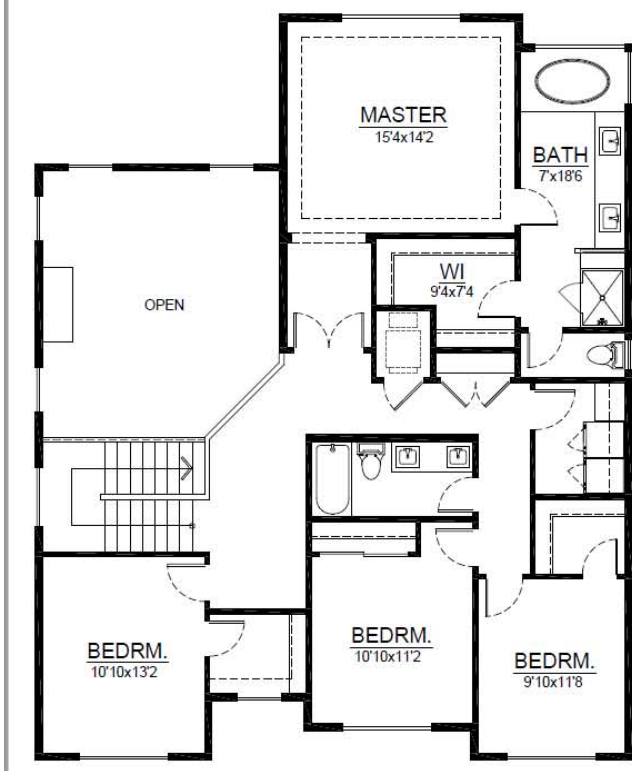 MASTER
15'4x14'2
BATH
7'x18'6
WI
9'4x7'4
OPEN
BEDRM.
10'10x13'2
BEDRM.
10'10x11'2
BEDRM.
9'10x11'8